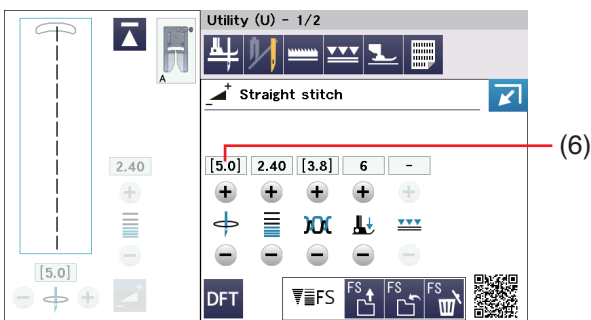 Utility (U) - 1/2
A
Straight stitch
(6)
[5.0] 2.40 [3.8] 6 -
2.40
[5.0]
DFT
FS
FS
FS
FS